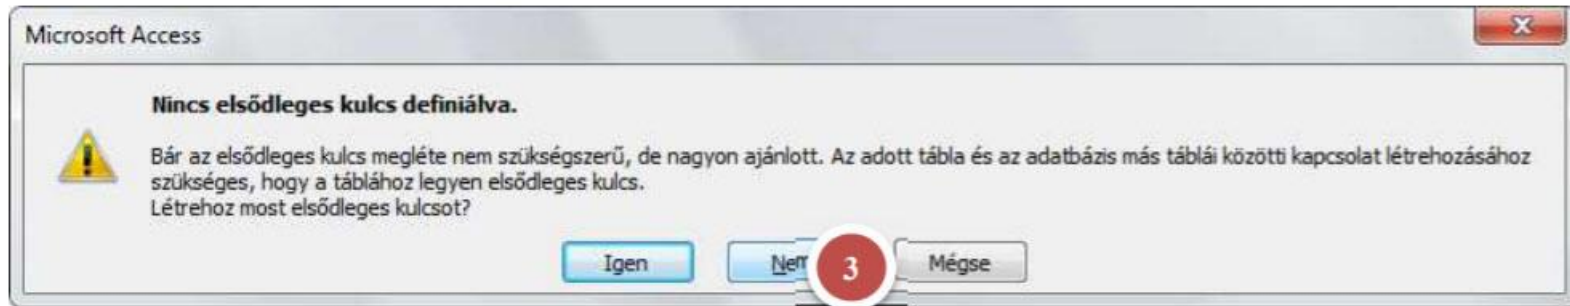 Microsoft Access
Nincs elsődleges kulcs definiálva.
Bár az elsődleges kulcs megléte nem szükségszerű, de nagyon ajánlott. Az adott tábla és az adatbázis más táblái közötti kapcsolat létrehozásához
szükséges, hogy a táblához legyen elsődleges kulcs.
Létrehoz most elsődleges kulcsot?
Igen Nem 3 Mégse